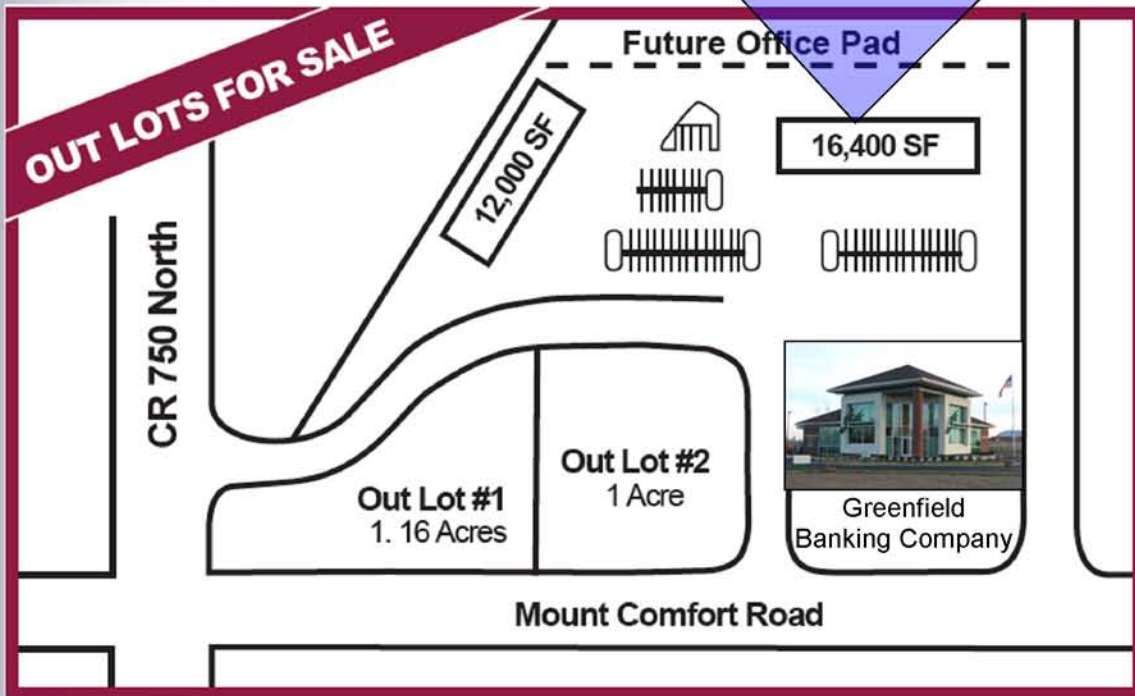 OUT LOTS FOR SALE
Future Office Pad
12,000 SF
16,400 SF
CR 750 North
Out Lot #1
1. 16 Acres
Out Lot #2
1 Acre
Greenfield
Banking Company
Mount Comfort Road